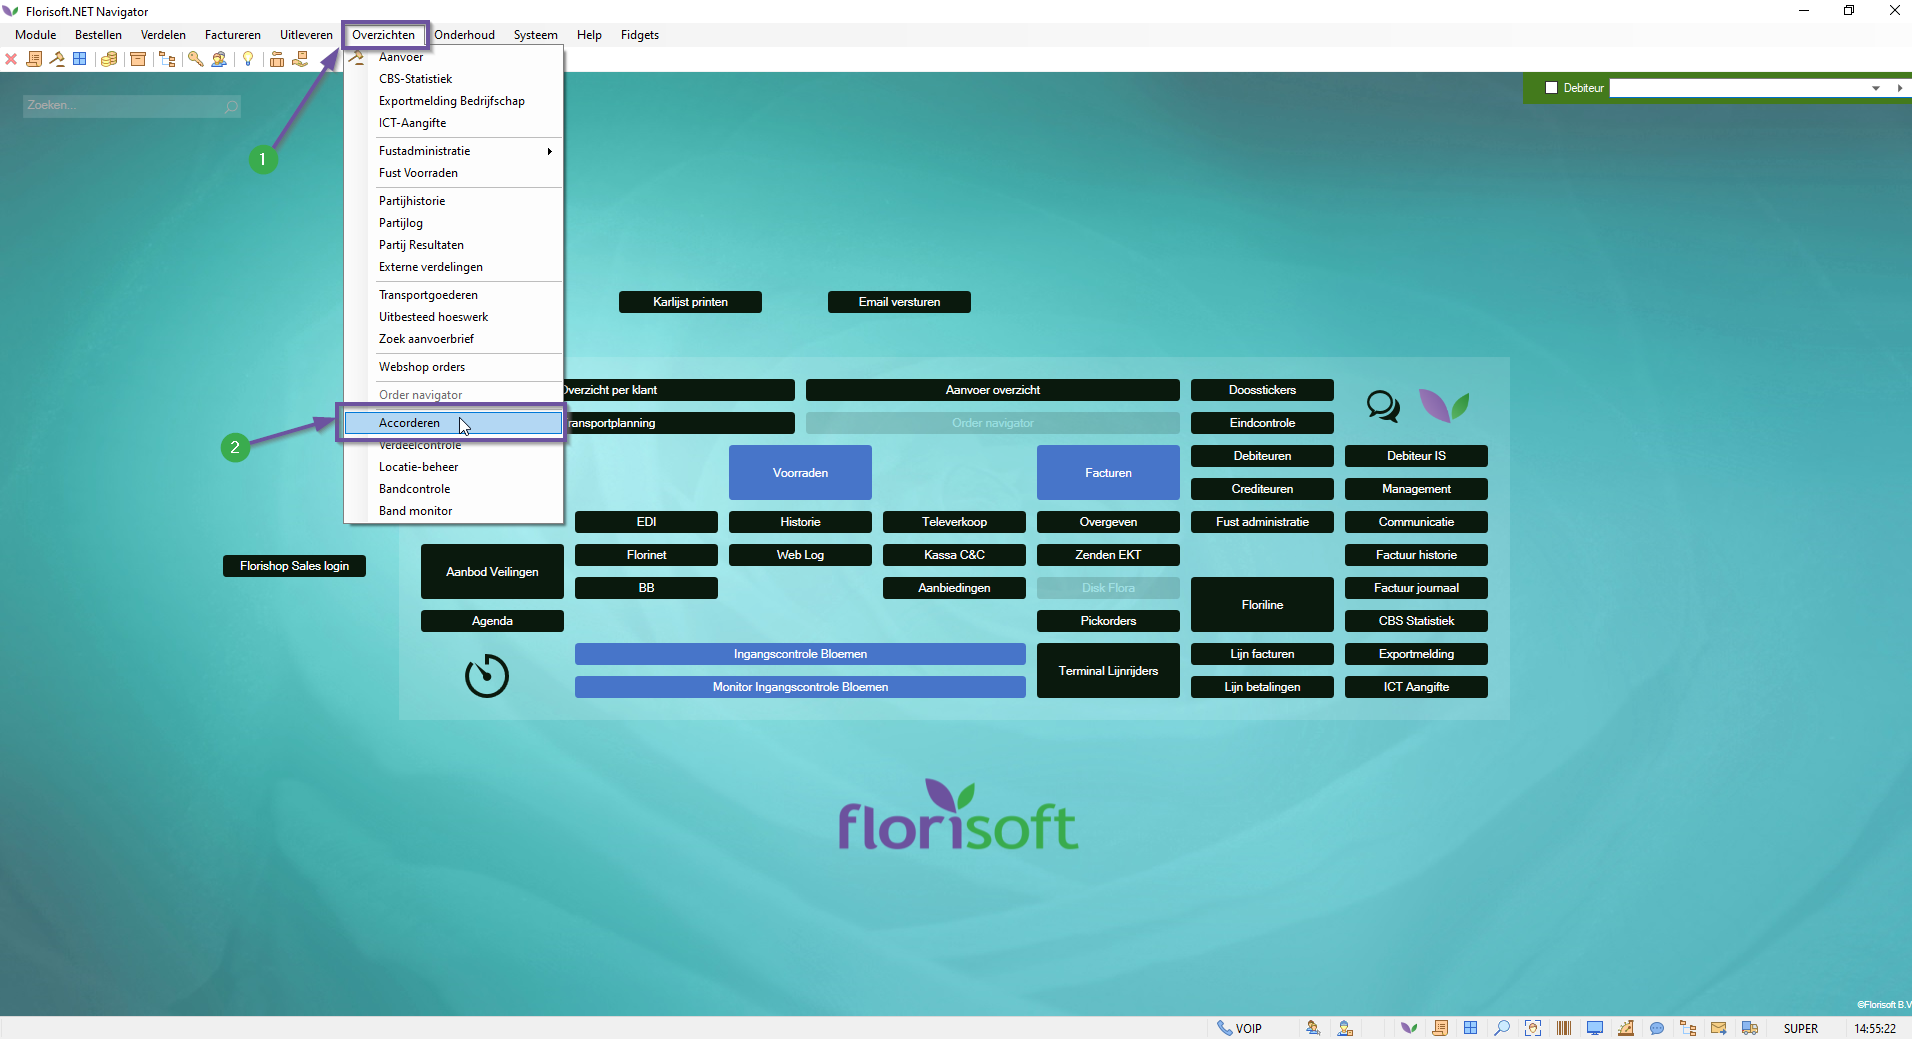 Florisoft.NET Navigator
Module Bestellen Verdelen Factureren Uitleveren Overzichten Onderhoud Systeem Help Fidgets
Zoeken...
Debiteur
1
Aanvoer
CBS-Statistiek
Exportmelding Bedrijfschap
ICT-Aangifte
Fustadministratie
Fust Voorraden
Partijhistorie
Partijlog
Partij Resultaten
Externe verdelingen
Transportgoederen
Uitbesteed hoeswerk
Zoek aanvoerbrief
Webshop orders
Order navigator
2
Accorderen
Verdeelcontrole
Locatie-beheer
Bandcontrole
Band monitor
Karlijst printen Email versturen
Overzicht per klant Aanvoer overzicht Doosstickers
ransportplanning Order navigator Eindcontrole
Voorraden Facturen Debiteuren Debiteur IS
Crediteuren Management
EDI Historie Televerkoop Overgeven Fust administratie Communicatie
Florishop Sales login Aanbod Veilingen Florinet Web Log Kassa C&C Zenden EKT Factuur historie
BB Aanbiedingen Disk Flora Floriline Factuur journaal
Agenda Pickorders CBS Statistiek
Ingangscontrole Bloemen Terminal Lijnrijders Lijn facturen Exportmelding
Monitor Ingangscontrole Bloemen Lijn betalingen ICT Aangifte
florisoft
©Florisoft B.V
VOIP SUPER 14:55:22